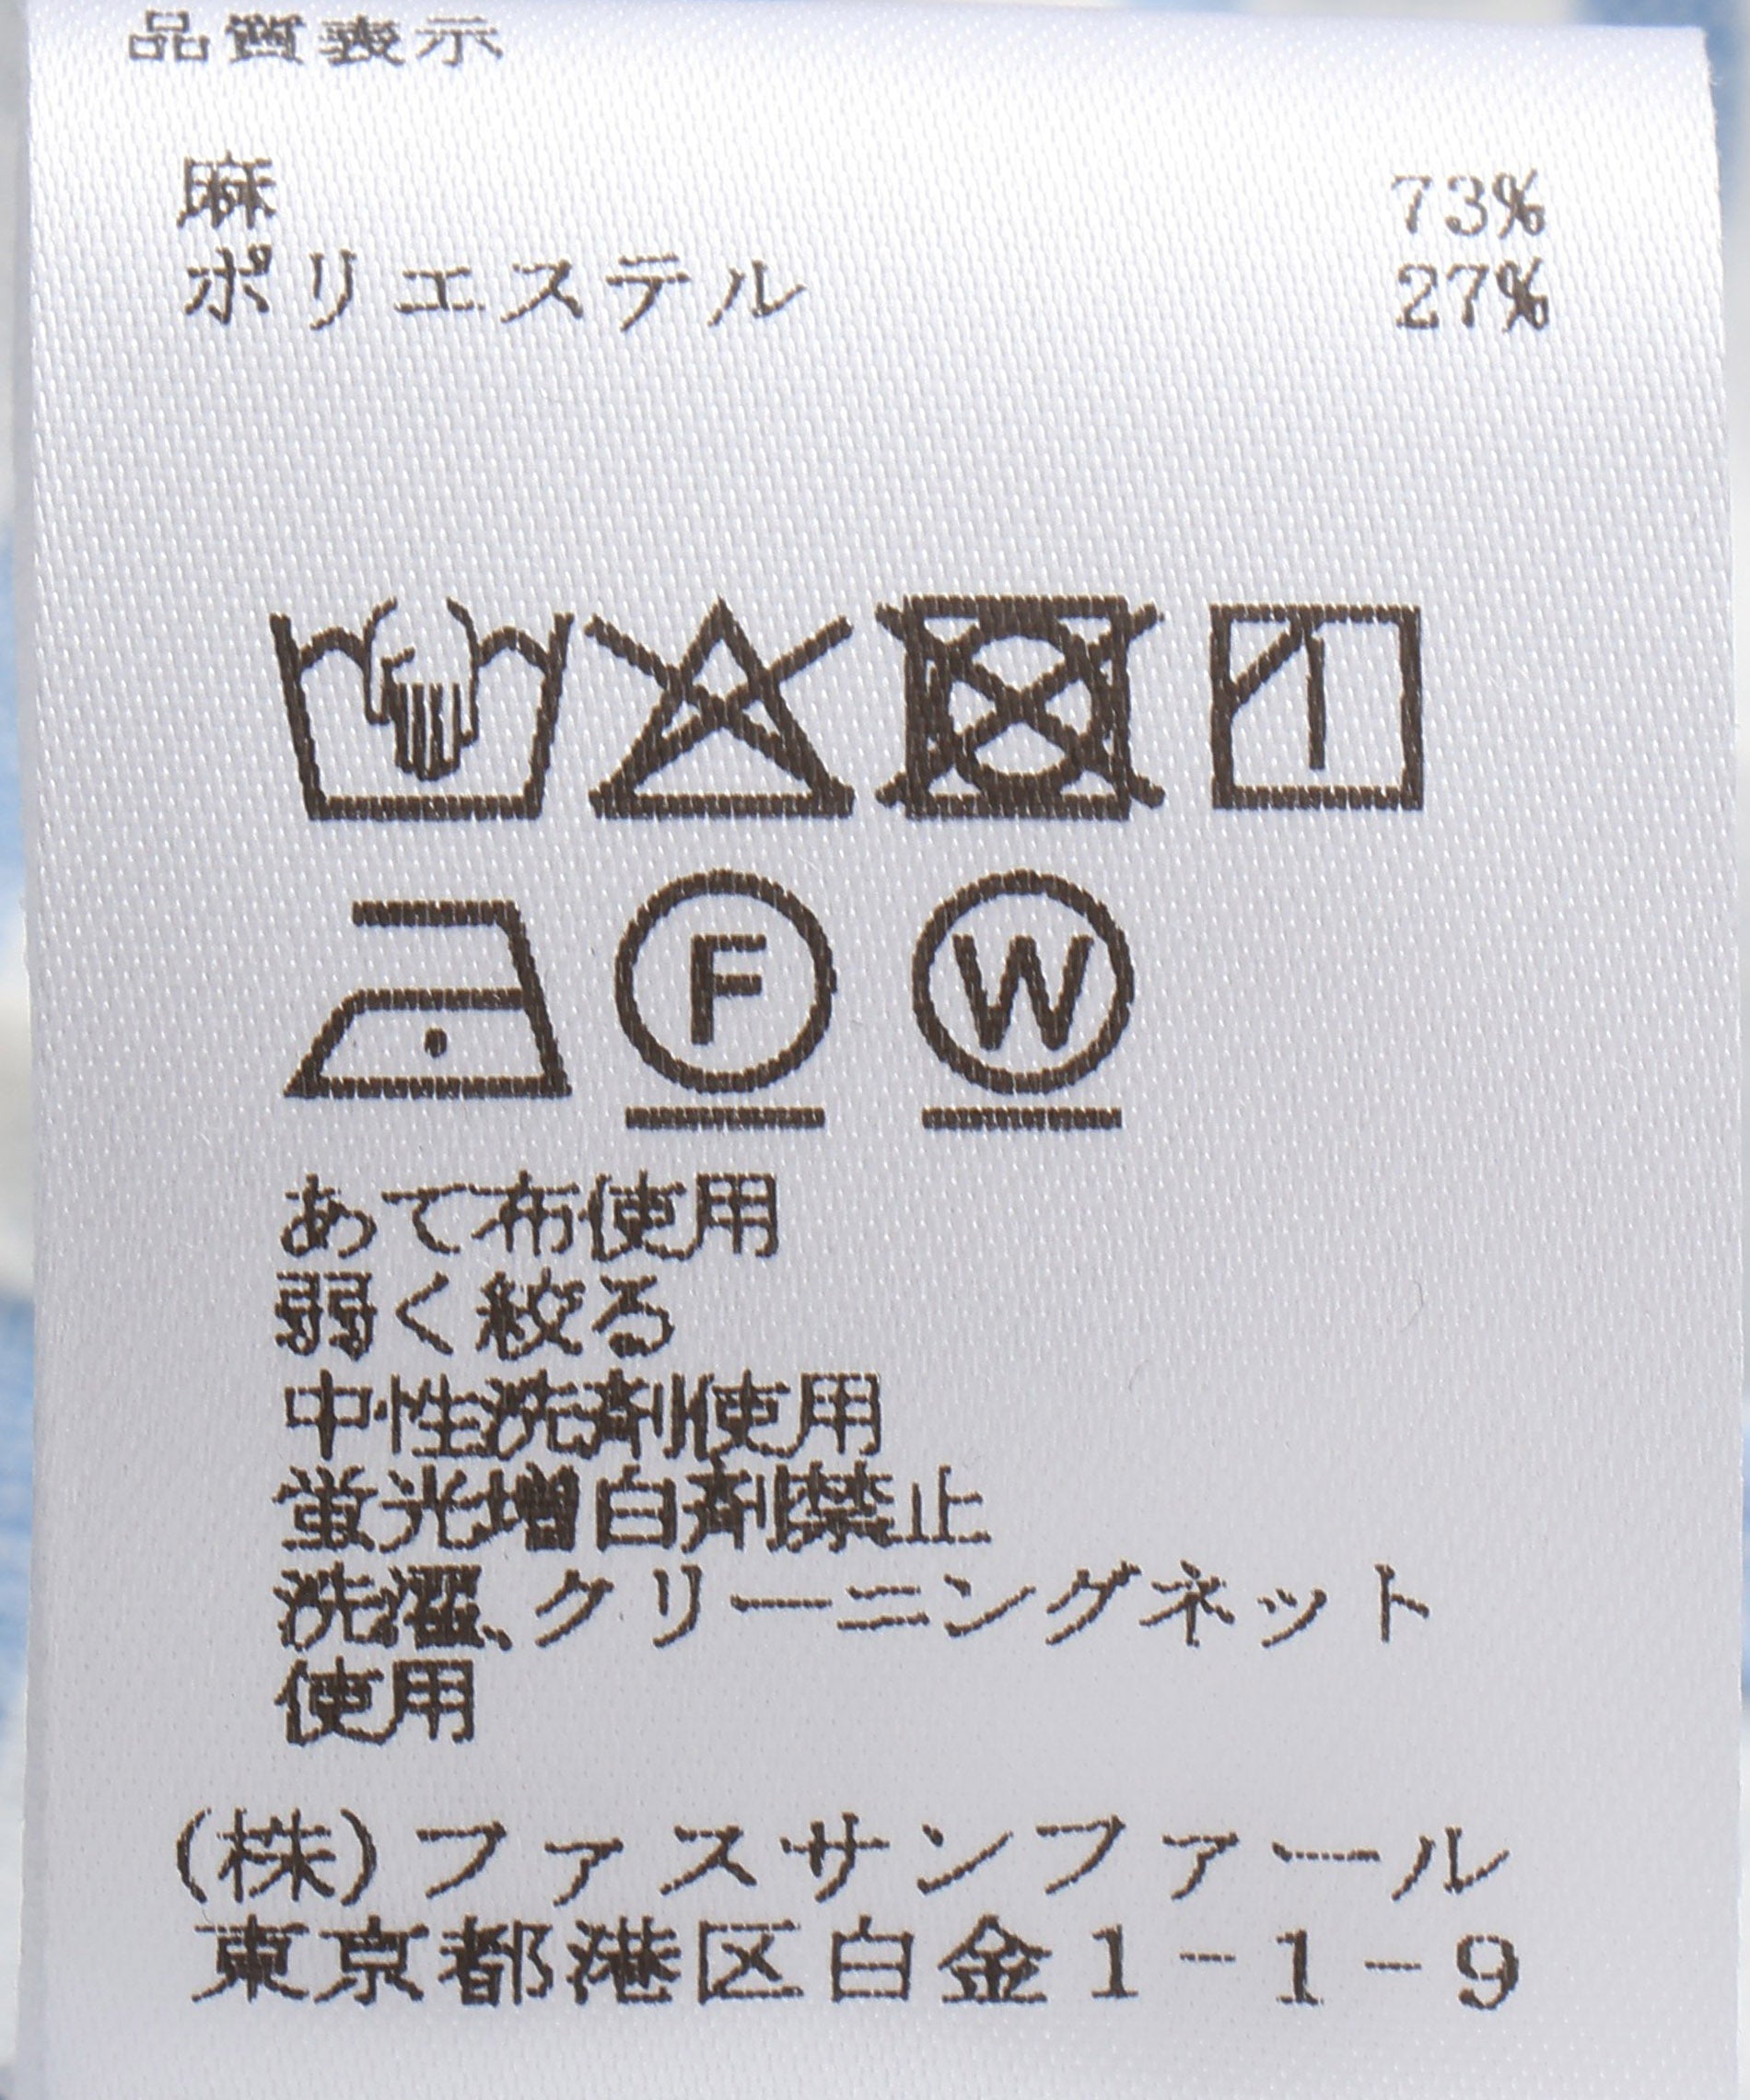 品質表示
麻 73%
ポリエステル 27%
F W
あて布使用
弱く絞る
中性洗剤使用
蛍光増白剤禁止
洗濯、クリーニングネット
使用
(株)ファスサンファール
東京都港区白金1-1-9